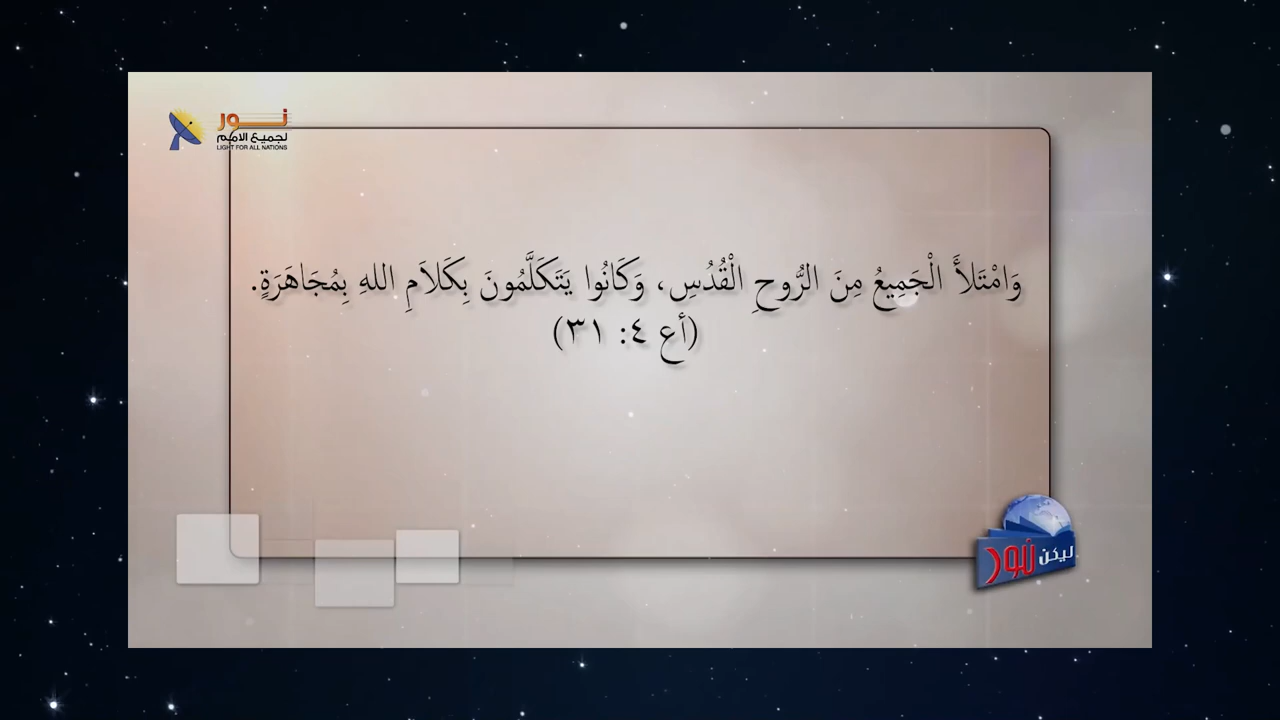 نور
لجميع الامم
LIGHT FOR ALL NATIONS
وَامْتَلأَ الْجَمِيعُ مِنَ الرُّوحِ الْقُدُسِ، وَكَانُوا يَتَكَلَّمُونَ بِكَلاَمِ اللهِ بِمُجَاهَرَةٍ.
(أع ٤: ٣١)
ليكن نور